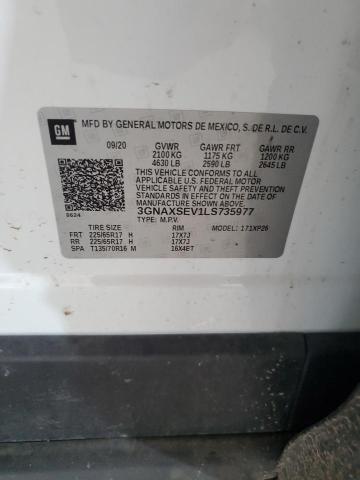 GM MFD BY GENERAL MOTORS DE MEXICO, S. DE R.L. DE C.V.
09/20 GVWR GAWR FRT GAWR RR
2100 KG 1175 KG 1200 KG
4630 LB 2590 LB 2645 LB
THIS VEHICLE CONFORMS TO ALL
APPLICABLE U.S. FEDERAL MOTOR
VEHICLE SAFETY, BUMPER, AND
THEFT PREVENTION STANDARDS IN
EFFECT ON THE DATE OF
MANUFACTURE SHOWN ABOVE.
8624 3GNAXSEV1LS735977
TYPE: M.P.V. MODEL: 171XP26
TIRE SIZE RIM
FRT 225/65R17 H 17X7J
RR 225/65R17 H 17X7J
SPA T135/70R16 M 16X4ET